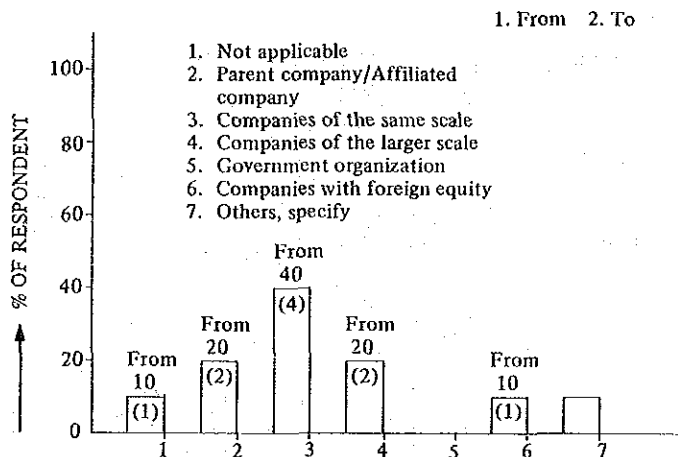 1. From 2. To
1. Not applicable
2. Parent company/Affiliated
company
3. Companies of the same scale
4. Companies of the larger scale
5. Government organization
6. Companies with foreign equity
7. Others, specify
% OF RESPONDENT
100
80
60
40
20
0
From
10
(1)
From
20
(2)
From
40
(4)
From
20
(2)
From
10
(1)
1 2 3 4 5 6 7